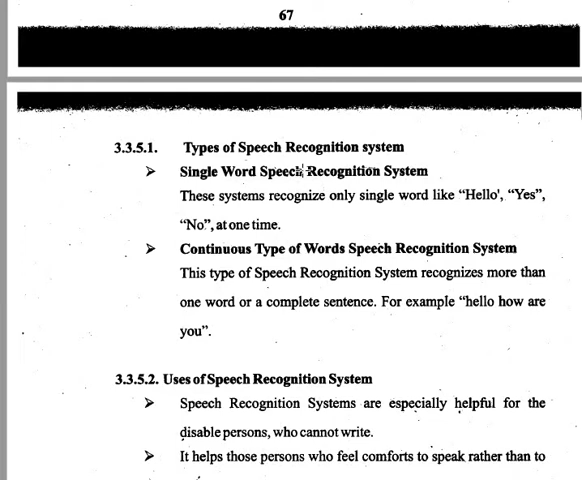 67
3.3.5.1. Types of Speech Recognition system
➢ Single Word Speech Recognition System
These systems recognize only single word like “Hello', “Yes”,
“No”, at one time.
➢ Continuous Type of Words Speech Recognition System
This type of Speech Recognition System recognizes more than
one word or a complete sentence. For example “hello how are
you”.
3.3.5.2. Uses of Speech Recognition System
➢ Speech Recognition Systems are especially helpful for the
disable persons, who cannot write.
➢ It helps those persons who feel comforts to speak rather than to